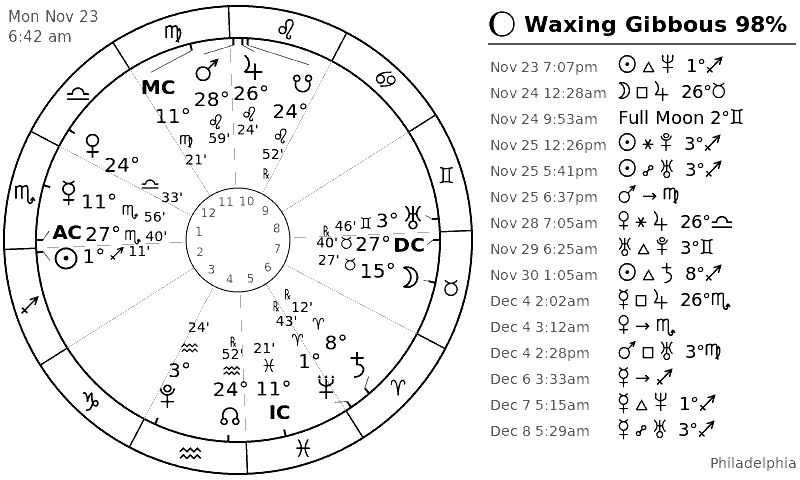 Mon Nov 23
6:42 am
Waxing Gibbous 98%
Nov 23 7:07pm ☉ △ ♆ 1°♐
Nov 24 12:28am ☽ □ ♃ 26°♉
Nov 24 9:53am Full Moon 2°♊
Nov 25 12:26pm ☉ ⚹ ♇ 3°♐
Nov 25 5:41pm ☉ ☍ ♅ 3°♐
Nov 25 6:37pm ♂ → ♍
Nov 28 7:05am ♀ ⚹ ♃ 26°♎
Nov 29 6:25am ♅ △ ♇ 3°♊
Nov 30 1:05am ☉ △ ♄ 8°♐
Dec 4 2:02am ☿ □ ♃ 26°♏
Dec 4 3:12am ♀ → ♏
Dec 4 2:28pm ♂ □ ♅ 3°♍
Dec 6 3:33am ☿ → ♐
Dec 7 5:15am ☿ △ ♆ 1°♐
Dec 8 5:29am ☿ ☍ ♅ 3°♐
Philadelphia
MC 11° ♍ 21'
♂ 28° ♌ 59'
♃ 26° ♌ 24'
☋ 24° ♌ 52' ℞
♀ 24° ♎ 33'
☿ 11° ♏ 56'
AC 27° ♏ 40'
☉ 1° ♐ 11'
℞ 46' ♊ 3° ♅
40' ♉ 27° DC
27' ♉ 15° ☽
♇ 3° ♒ 24'
☊ 24° ♒ 52' ℞
IC 11° ♓ 21'
♆ 1° ♈ 43' ℞
♄ 8° ♈ 12' ℞
1
2
3
4
5
6
7
8
9
10
11
12
♈
♉
♊
♋
♌
♍
♎
♏
♐
♑
♒
♓